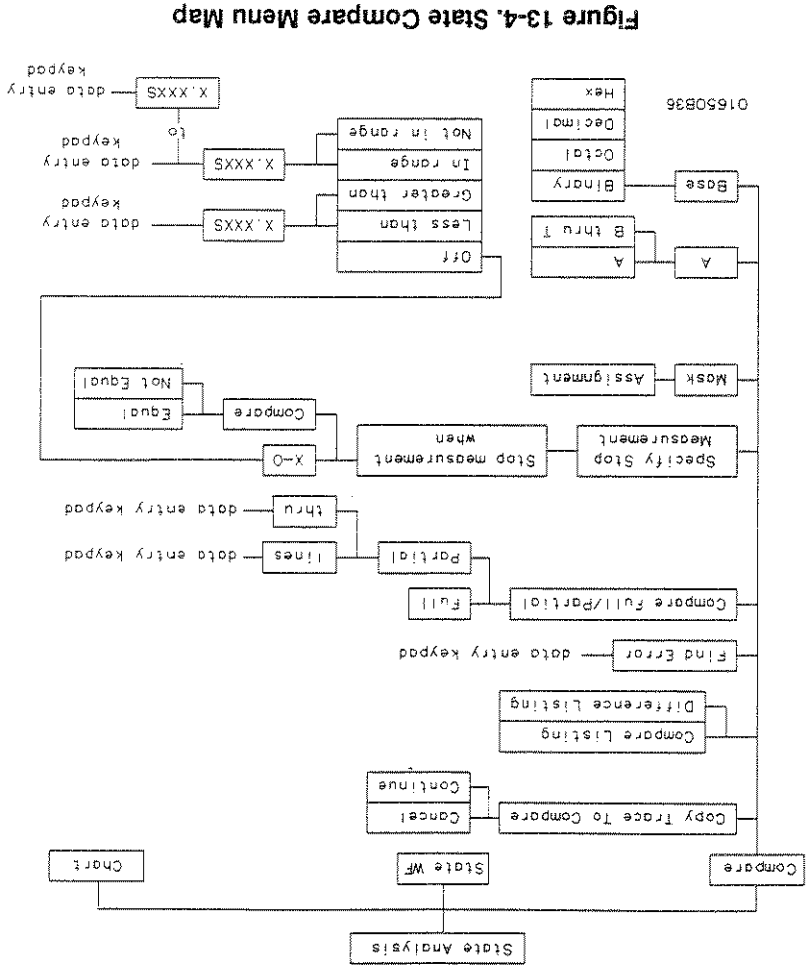 State Analysis
Compare
State WF
Chart
Copy Trace To Compare
Cancel
Continue
Compare Listing
Difference Listing
Find Error
data entry keypad
Compare Full/Partial
Full
Partial
lines
data entry keypad
thru
data entry keypad
Specify Stop
Measurement
Stop measurement
when
X-O
Compare
Equal
Not Equal
Mask
Assignment
A
A
B thru T
Base
Binary
Octal
Decimal
Hex
Off
Less than
Greater than
In range
Not in range
X.XXXS
data entry
keypad
X.XXXS
data entry
keypad
to
X.XXXS
data entry
keypad
01650B36
Figure 13-4. State Compare Menu Map